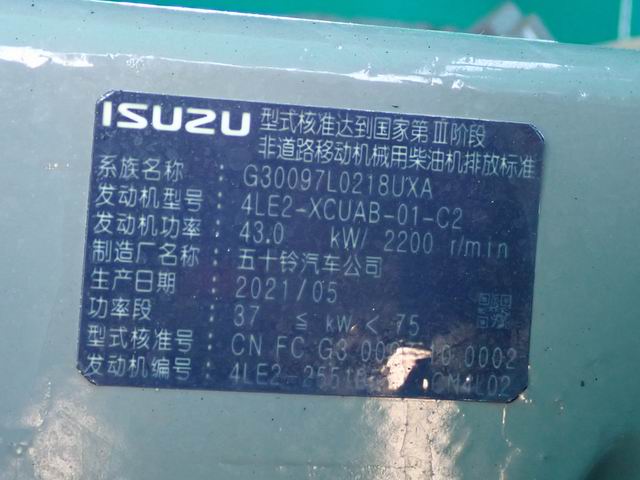 ISUZU
型式核准达到国家第Ⅲ阶段
非道路移动机械用柴油机排放标准
系族名称 : G30097L0218UXA
发动机型号 : 4LE2-XCUAB-01-C2
发动机功率 : 43.0 kW/ 2200 r/min
制造厂名称 : 五十铃汽车公司
生产日期 : 2021/05
功率段 : 37 ≤ kW < 75
型式核准号 : CN FC G3 0002
发动机编号 :